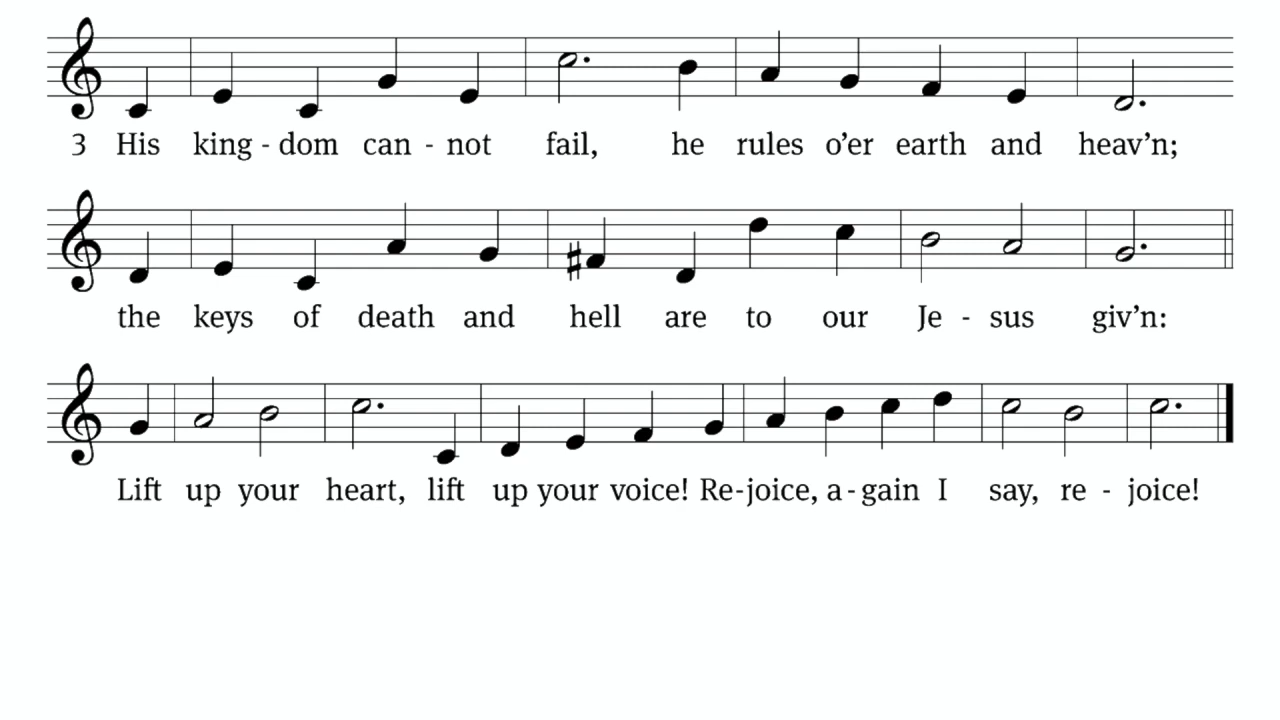 3 His king - dom can - not fail, he rules o’er earth and heav’n;
the keys of death and hell are to our Je - sus giv’n:
Lift up your heart, lift up your voice! Re-joice, a-gain I say, re - joice!